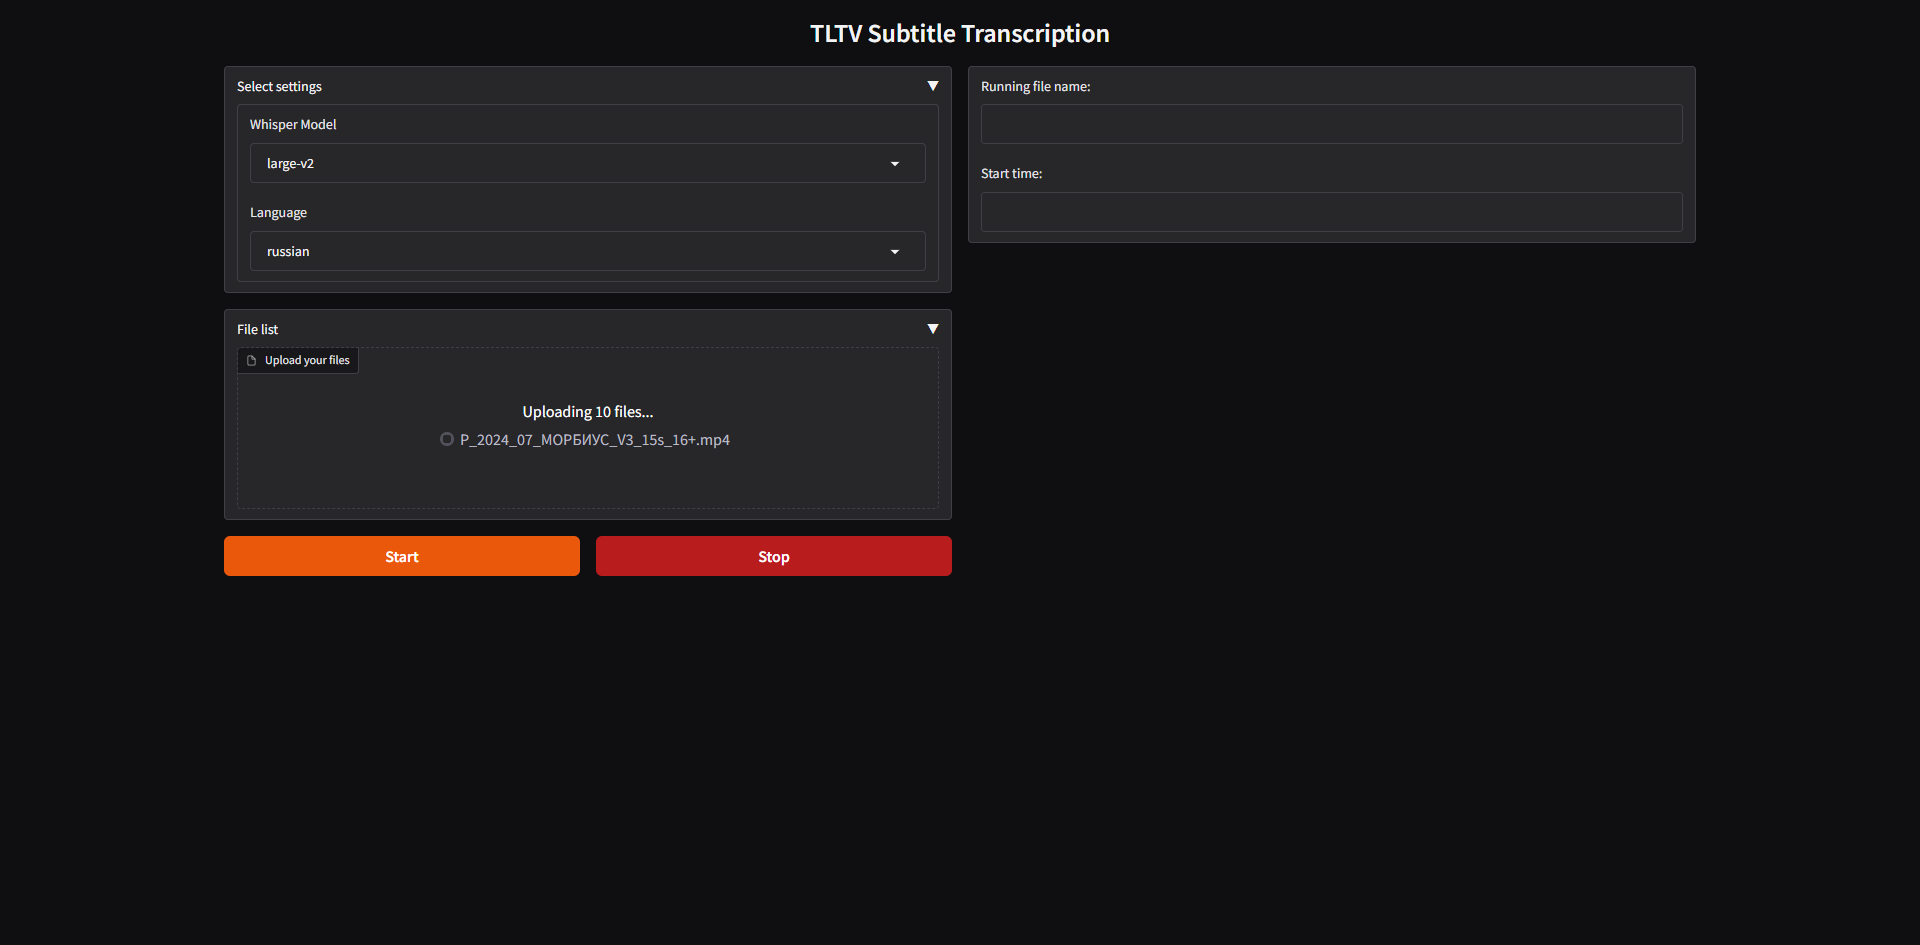 TLTV Subtitle Transcription
Select settings
Whisper Model
large-v2
Language
russian
File list
Upload your files
Uploading 10 files...
P_2024_07_МОРБИУС_V3_15s_16+.mp4
Start
Stop
Running file name:
Start time: